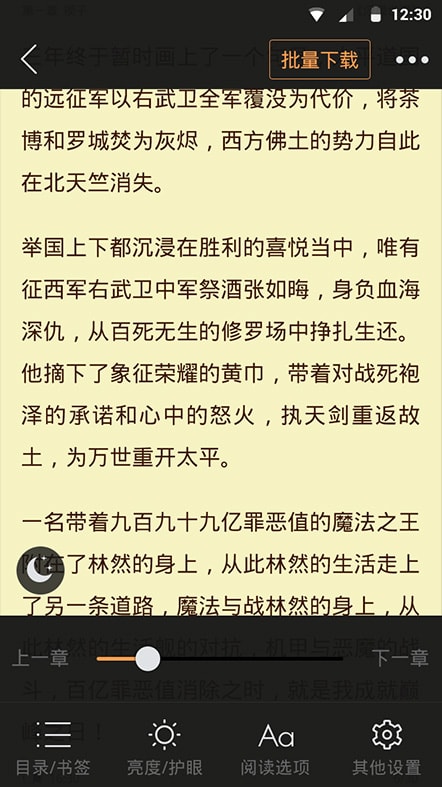 12:30
批量下载
年终于暂时画上了一个
的远征军以右武卫全军覆没为代价，将茶
博和罗城焚为灰烬，西方佛土的势力自此
在北天竺消失。
举国上下都沉浸在胜利的喜悦当中，唯有
征西军右武卫中军祭酒张如晦，身负血海
深仇，从百死无生的修罗场中挣扎生还。
他摘下了象征荣耀的黄巾，带着对战死袍
泽的承诺和心中的怒火，执天剑重返故
土，为万世重开太平。
一名带着九百九十九亿罪恶值的魔法之王
附在了林然的身上，从此林然的生活走上
了另一条道路，魔法与战林然的身上，从
此林然的生活舰的对抗，机甲与恶魔的战
上一章
下一章
斗，百亿罪恶值消除之时，就是我成就巅
日！
目录/书签
亮度/护眼
Aa
阅读选项
其他设置